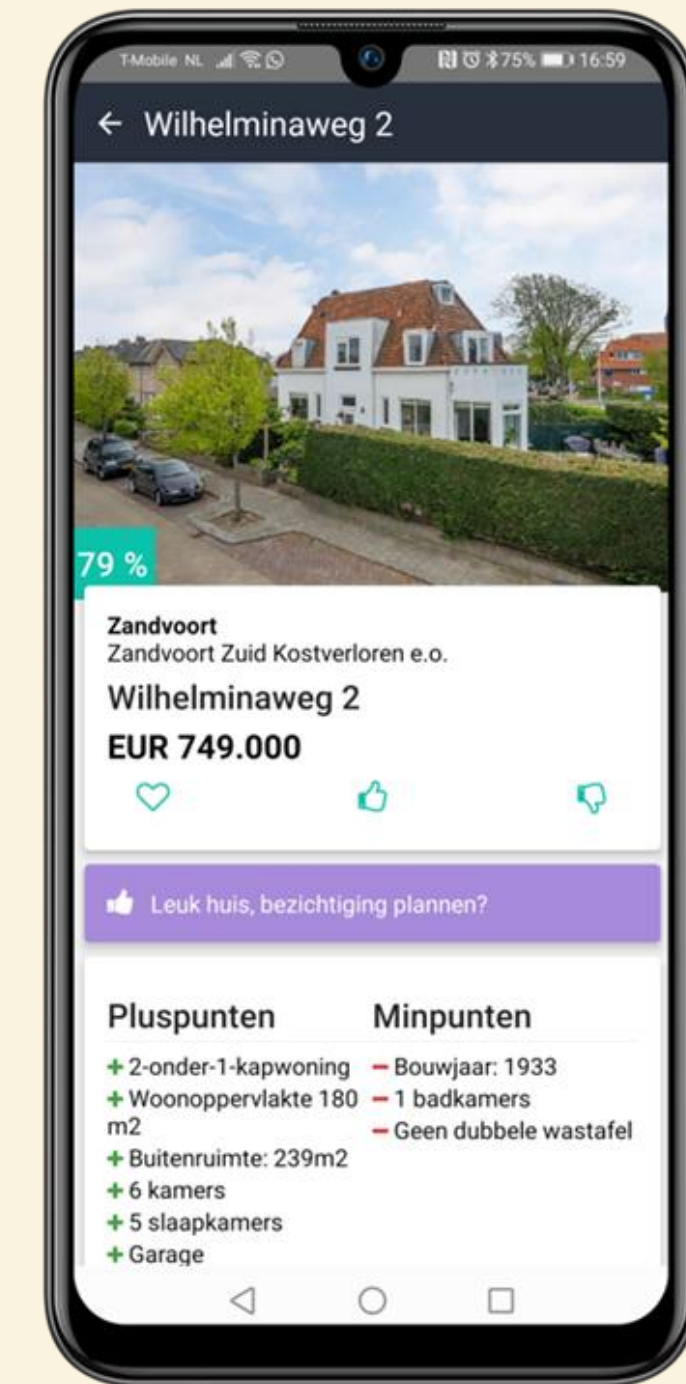 T-Mobile NL
75% 16:59
Wilhelminaweg 2
79 %
Zandvoort
Zandvoort Zuid Kostverloren e.o.
Wilhelminaweg 2
EUR 749.000
Leuk huis, bezichtiging plannen?
Pluspunten
+ 2-onder-1-kapwoning
+ Woonoppervlakte 180
m2
+ Buitenruimte: 239m2
+ 6 kamers
+ 5 slaapkamers
+ Garage
Minpunten
- Bouwjaar: 1933
- 1 badkamers
- Geen dubbele wastafel